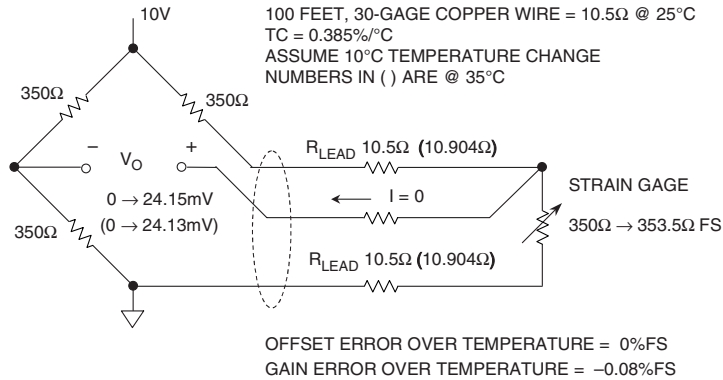 10V
100 FEET, 30-GAGE COPPER WIRE = 10.5Ω @ 25°C
TC = 0.385%/°C
ASSUME 10°C TEMPERATURE CHANGE
NUMBERS IN ( ) ARE @ 35°C
350Ω
350Ω
– V_O +
R_LEAD 10.5Ω (10.904Ω)
0 → 24.15mV
(0 → 24.13mV)
I = 0
STRAIN GAGE
350Ω → 353.5Ω FS
350Ω
R_LEAD 10.5Ω (10.904Ω)
OFFSET ERROR OVER TEMPERATURE = 0%FS
GAIN ERROR OVER TEMPERATURE = –0.08%FS